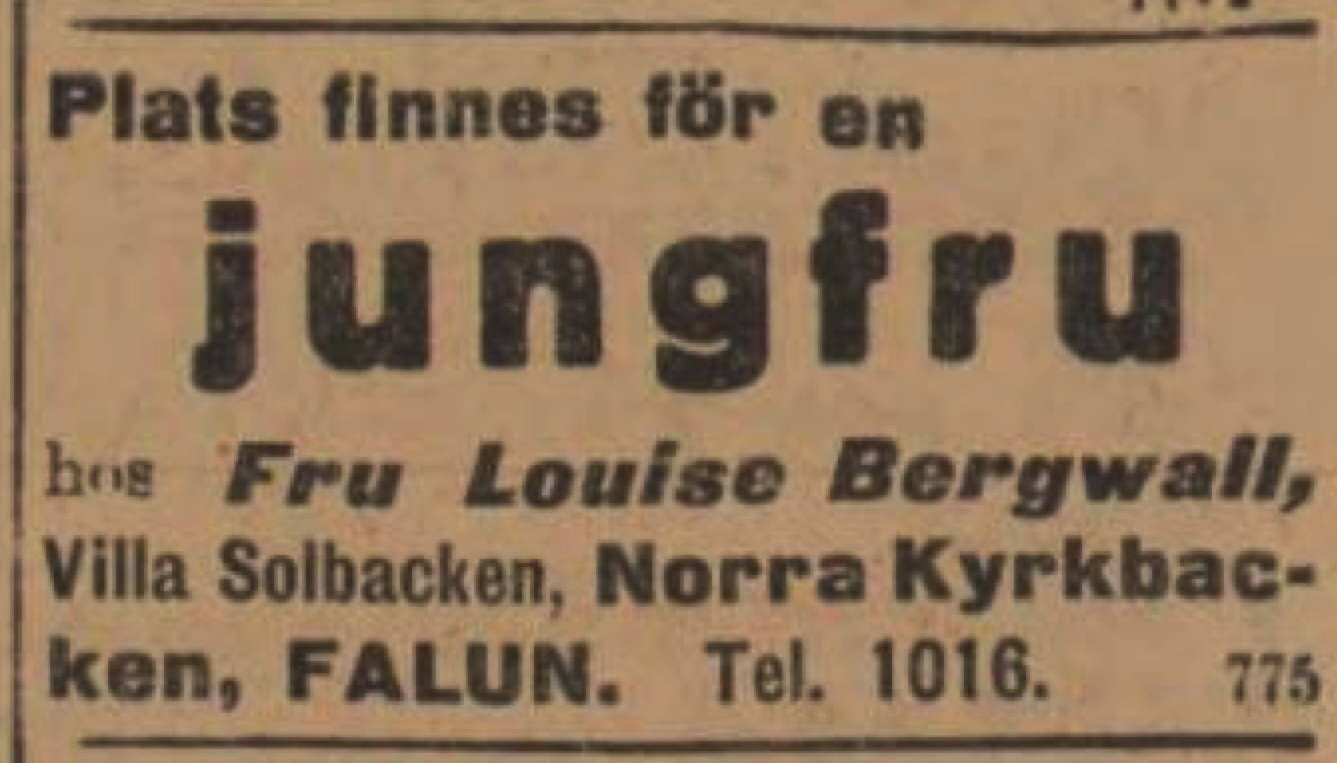 Plats finnes för en
jungfru
hos Fru Louise Bergwall,
Villa Solbacken, Norra Kyrkbac-
ken, FALUN. Tel. 1016. 775